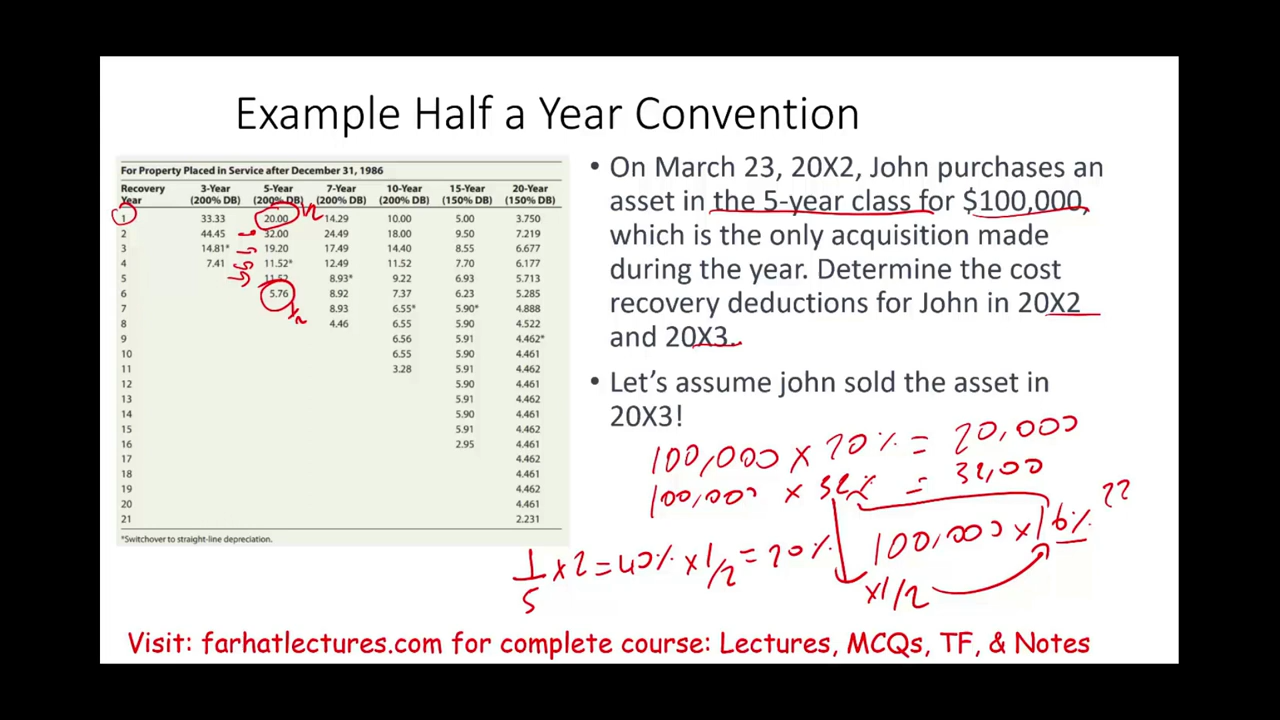 Example Half a Year Convention
For Property Placed in Service after December 31, 1986
Recovery 3-Year 5-Year 7-Year 10-Year 15-Year 20-Year
Year (200% DB) (200% DB) (200% DB) (200% DB) (150% DB) (150% DB)
1 33.33 20.00 1/2 14.29 10.00 5.00 3.750
2 44.45 32.00 24.49 18.00 9.50 7.219
3 14.81* 19.20 17.49 14.40 8.55 6.677
4 7.41 11.52* 12.49 11.52 7.70 6.177
5 11.52 8.93* 9.22 6.93 5.713
6 5.76 8.92 7.37 6.23 5.285
1/2
7 8.93 6.55* 5.90* 4.888
8 4.46 6.55 5.90 4.522
9 6.56 5.91 4.462*
10 6.55 5.90 4.461
11 3.28 5.91 4.462
12 5.90 4.461
13 5.91 4.462
14 5.90 4.461
15 5.91 4.462
16 2.95 4.461
17 4.462
18 4.461
19 4.462
20 4.461
21 2.231
*Switchover to straight-line depreciation.
• On March 23, 20X2, John purchases an
asset in the 5-year class for $100,000,
which is the only acquisition made
during the year. Determine the cost
recovery deductions for John in 20X2
and 20X3.
• Let's assume john sold the asset in
20X3!
100,000 x 20% = 20,000
100,000 x 32% = 32,00
100,000 x 16% ??
1/5 x 2 = 40% x 1/2 = 20%
x 1/2
Visit: farhatlectures.com for complete course: Lectures, MCQs, TF, & Notes